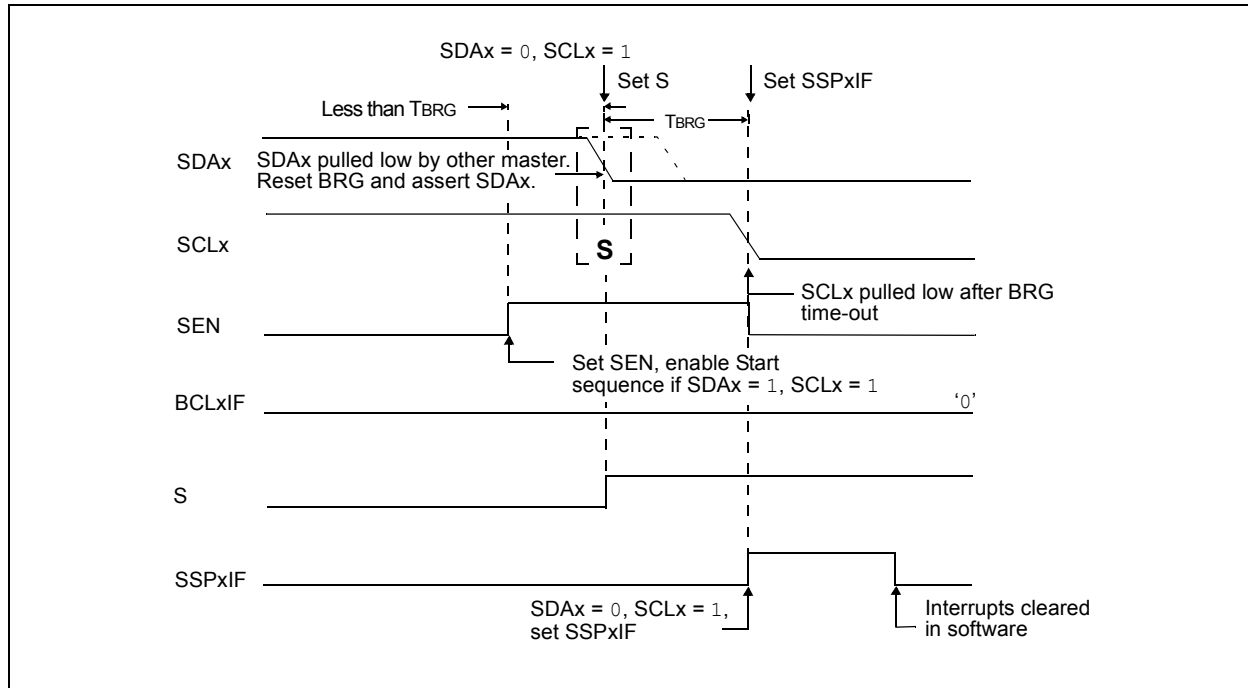 SDAx = 0, SCLx = 1
Set S
Set SSPxIF
Less than TBRG
TBRG
SDAx
SDAx pulled low by other master.
Reset BRG and assert SDAx.
SCLx
S
SCLx pulled low after BRG
time-out
SEN
Set SEN, enable Start
sequence if SDAx = 1, SCLx = 1
BCLxIF
‘0’
S
SSPxIF
SDAx = 0, SCLx = 1,
set SSPxIF
Interrupts cleared
in software